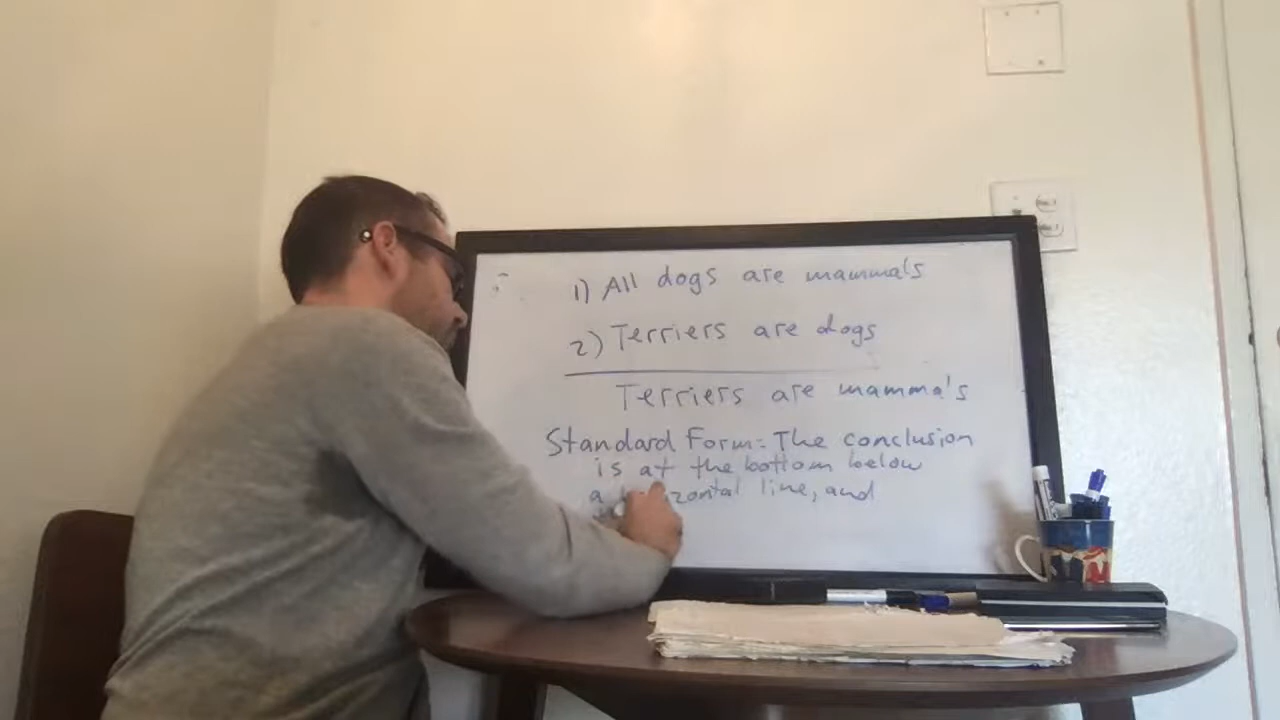 1) All dogs are mammals
2) Terriers are dogs
Terriers are mammals
Standard Form: The conclusion
is at the bottom below
a horizontal line, and